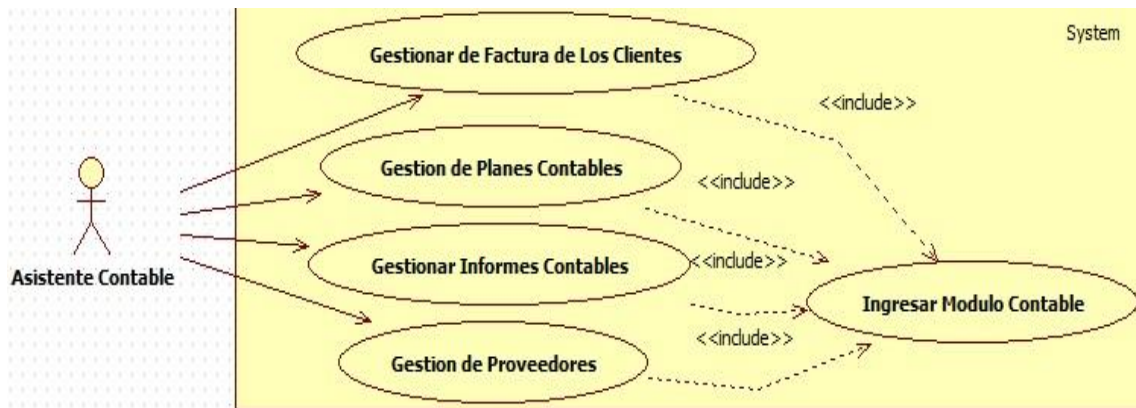 System
Gestionar de Factura de Los Clientes
<<include>>
Gestion de Planes Contables
<<include>>
Gestionar Informes Contables
<<include>>
Asistente Contable
Ingresar Modulo Contable
<<include>>
Gestion de Proveedores